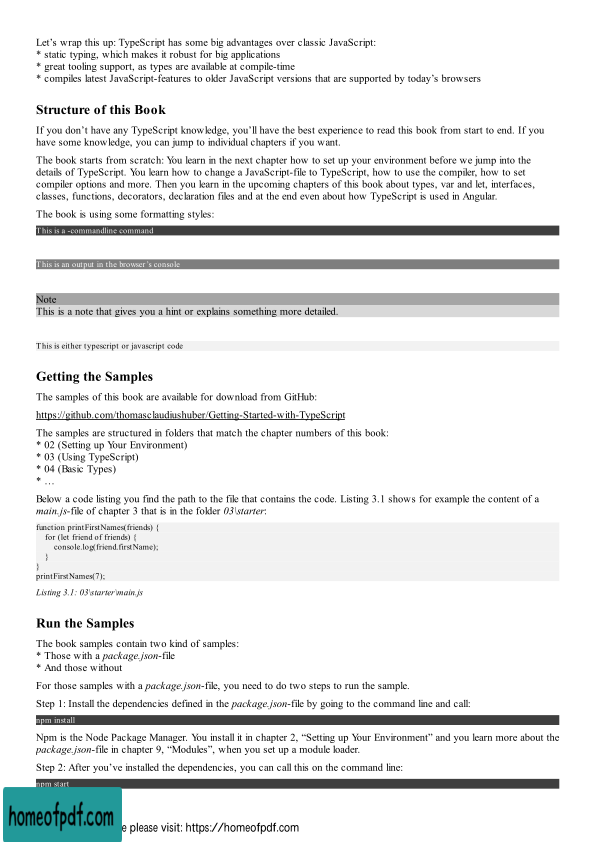 Let’s wrap this up: TypeScript has some big advantages over classic JavaScript:
* static typing, which makes it robust for big applications
* great tooling support, as types are available at compile-time
* compiles latest JavaScript-features to older JavaScript versions that are supported by today’s browsers
Structure of this Book
If you don’t have any TypeScript knowledge, you’ll have the best experience to read this book from start to end. If you
have some knowledge, you can jump to individual chapters if you want.
The book starts from scratch: You learn in the next chapter how to set up your environment before we jump into the
details of TypeScript. You learn how to change a JavaScript-file to TypeScript, how to use the compiler, how to set
compiler options and more. Then you learn in the upcoming chapters of this book about types, var and let, interfaces,
classes, functions, decorators, declaration files and at the end even about how TypeScript is used in Angular.
The book is using some formatting styles:
This is a -commandline command
This is an output in the browser’s console
Note
This is a note that gives you a hint or explains something more detailed.
This is either typescript or javascript code
Getting the Samples
The samples of this book are available for download from GitHub:
https://github.com/thomasclaudiushuber/Getting-Started-with-TypeScript
The samples are structured in folders that match the chapter numbers of this book:
* 02 (Setting up Your Environment)
* 03 (Using TypeScript)
* 04 (Basic Types)
* …
Below a code listing you find the path to the file that contains the code. Listing 3.1 shows for example the content of a
main.js-file of chapter 3 that is in the folder 03\starter:
function printFirstNames(friends) {
for (let friend of friends) {
console.log(friend.firstName);
}
}
printFirstNames(7);
Listing 3.1: 03\starter\main.js
Run the Samples
The book samples contain two kind of samples:
* Those with a package.json-file
* And those without
For those samples with a package.json-file, you need to do two steps to run the sample.
Step 1: Install the dependencies defined in the package.json-file by going to the command line and call:
npm install
Npm is the Node Package Manager. You install it in chapter 2, “Setting up Your Environment” and you learn more about the
package.json-file in chapter 9, “Modules”, when you set up a module loader.
Step 2: After you’ve installed the dependencies, you can call this on the command line:
npm start
homeofpdf.com
e please visit: https://homeofpdf.com